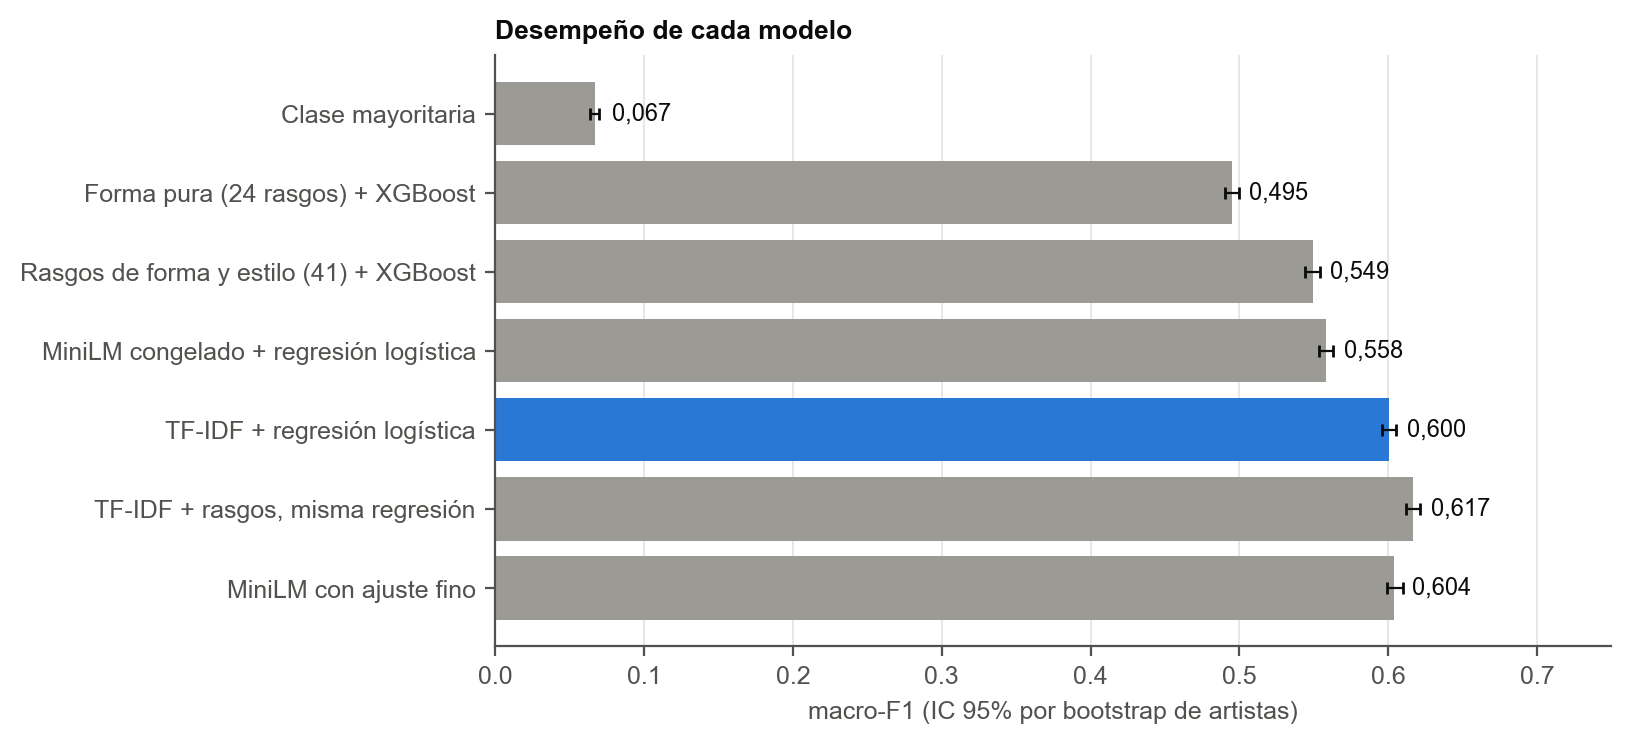 Desempeño de cada modelo
Clase mayoritaria 0,067
Forma pura (24 rasgos) + XGBoost 0,495
Rasgos de forma y estilo (41) + XGBoost 0,549
MiniLM congelado + regresión logística 0,558
TF-IDF + regresión logística 0,600
TF-IDF + rasgos, misma regresión 0,617
MiniLM con ajuste fino 0,604
0.0 0.1 0.2 0.3 0.4 0.5 0.6 0.7
macro-F1 (IC 95% por bootstrap de artistas)